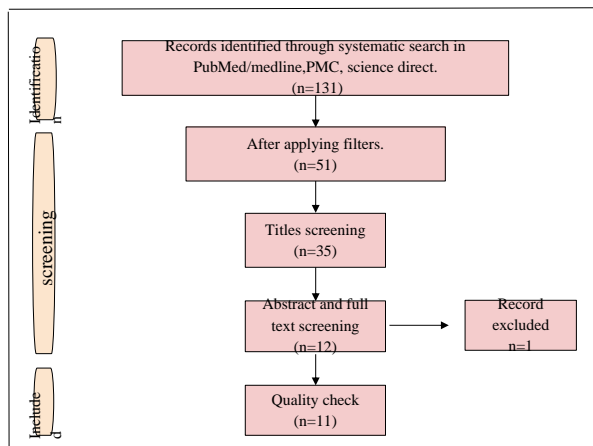 Identificatio
n
Records identified through systematic search in
PubMed/medline,PMC, science direct.
(n=131)
screening
After applying filters.
(n=51)
Titles screening
(n=35)
Abstract and full
text screening
(n=12)
Record
excluded
n=1
Include
d
Quality check
(n=11)